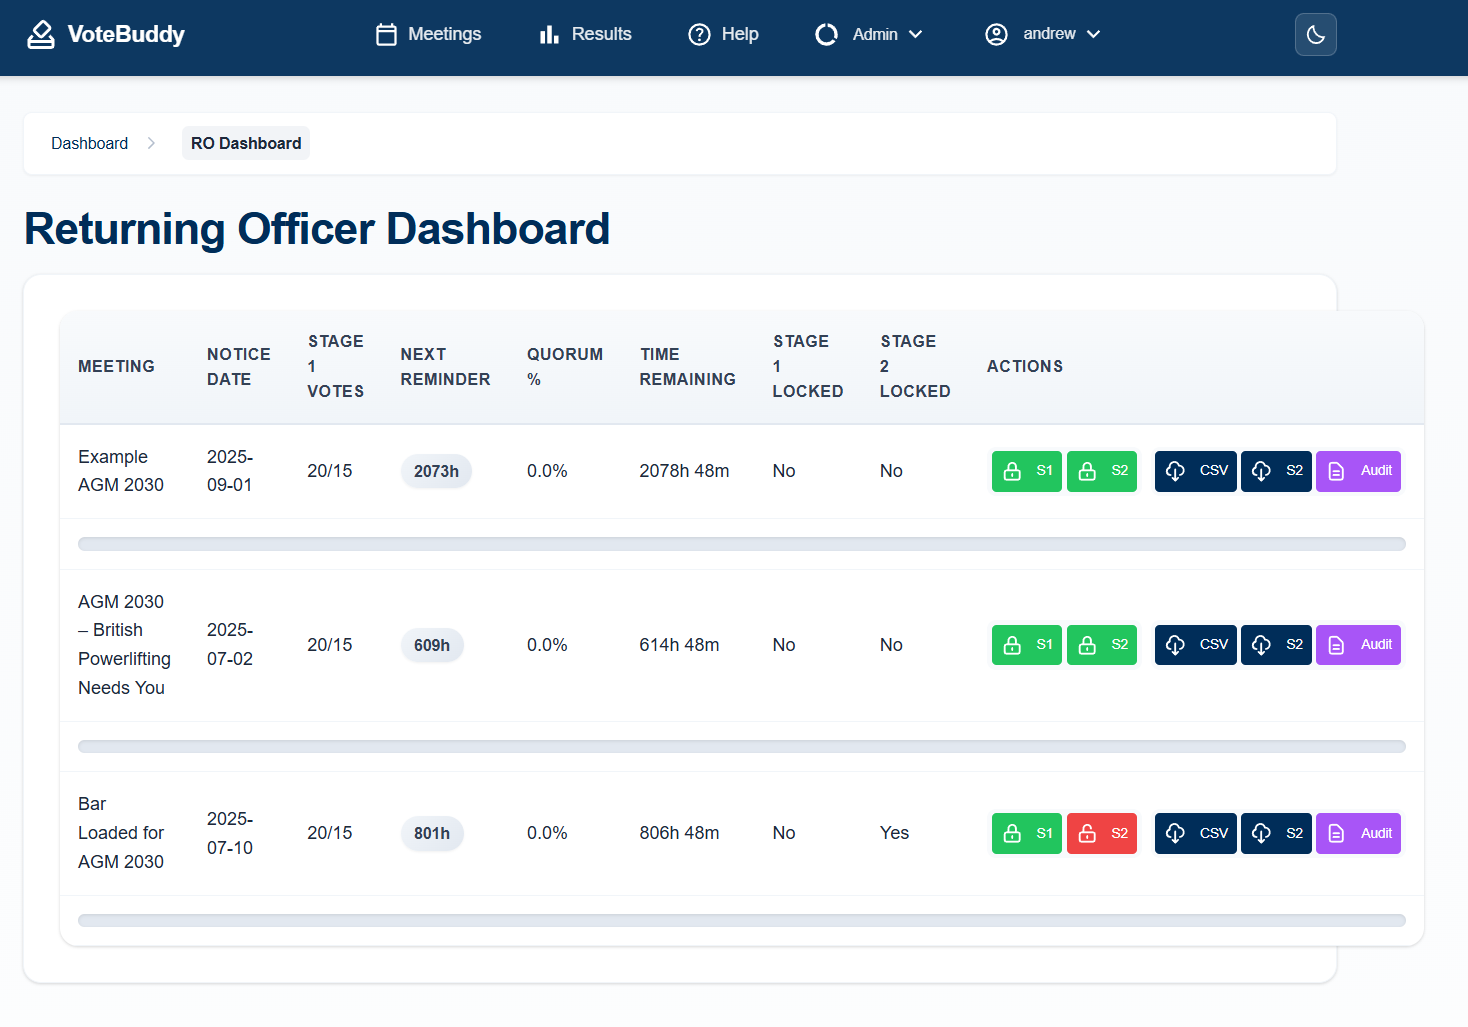 VoteBuddy
Meetings
Results
Help
Admin
andrew
Dashboard
RO Dashboard
Returning Officer Dashboard
MEETING
NOTICE
DATE
STAGE
1
VOTES
NEXT
REMINDER
QUORUM
%
TIME
REMAINING
STAGE
1
LOCKED
STAGE
2
LOCKED
ACTIONS
Example
AGM 2030
2025-
09-01
20/15
2073h
0.0%
2078h 48m
No
No
S1
S2
CSV
S2
Audit
AGM 2030
– British
Powerlifting
Needs You
2025-
07-02
20/15
609h
0.0%
614h 48m
No
No
S1
S2
CSV
S2
Audit
Bar
Loaded for
AGM 2030
2025-
07-10
20/15
801h
0.0%
806h 48m
No
Yes
S1
S2
CSV
S2
Audit